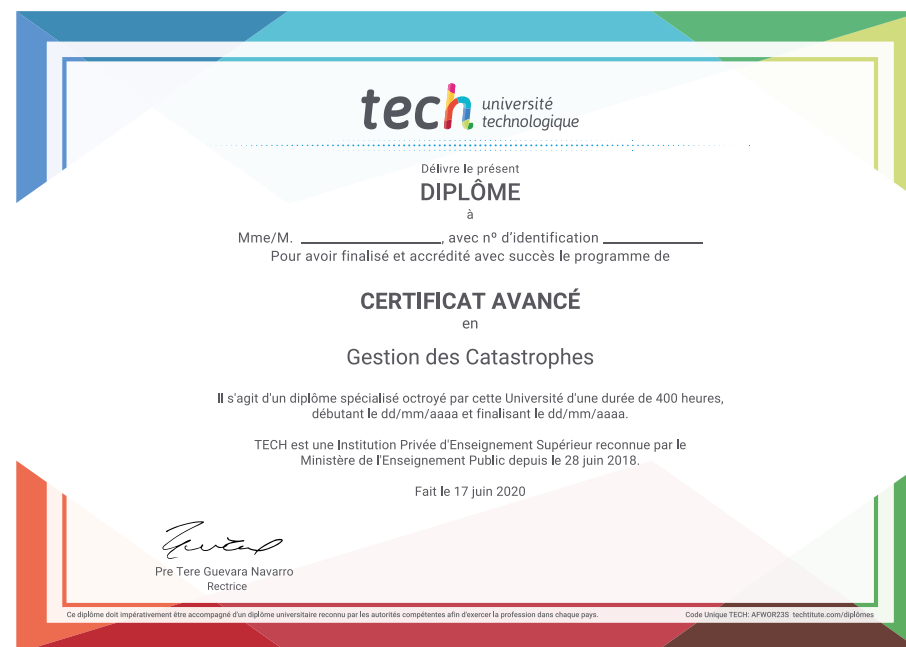 tech université
technologique
Délivre le présent
DIPLÔME
à
Mme/M. ____________________, avec nº d'identification ______________
Pour avoir finalisé et accrédité avec succès le programme de
CERTIFICAT AVANCÉ
en
Gestion des Catastrophes
Il s'agit d'un diplôme spécialisé octroyé par cette Université d'une durée de 400 heures,
débutant le dd/mm/aaaa et finalisant le dd/mm/aaaa.
TECH est une Institution Privée d'Enseignement Supérieur reconnue par le
Ministère de l'Enseignement Public depuis le 28 juin 2018.
Fait le 17 juin 2020
Pre Tere Guevara Navarro
Rectrice
Ce diplôme doit impérativement être accompagné d'un diplôme universitaire reconnu par les autorités compétentes afin d'exercer la profession dans chaque pays.
Code Unique TECH: AFWOR23S techtitute.com/diplômes